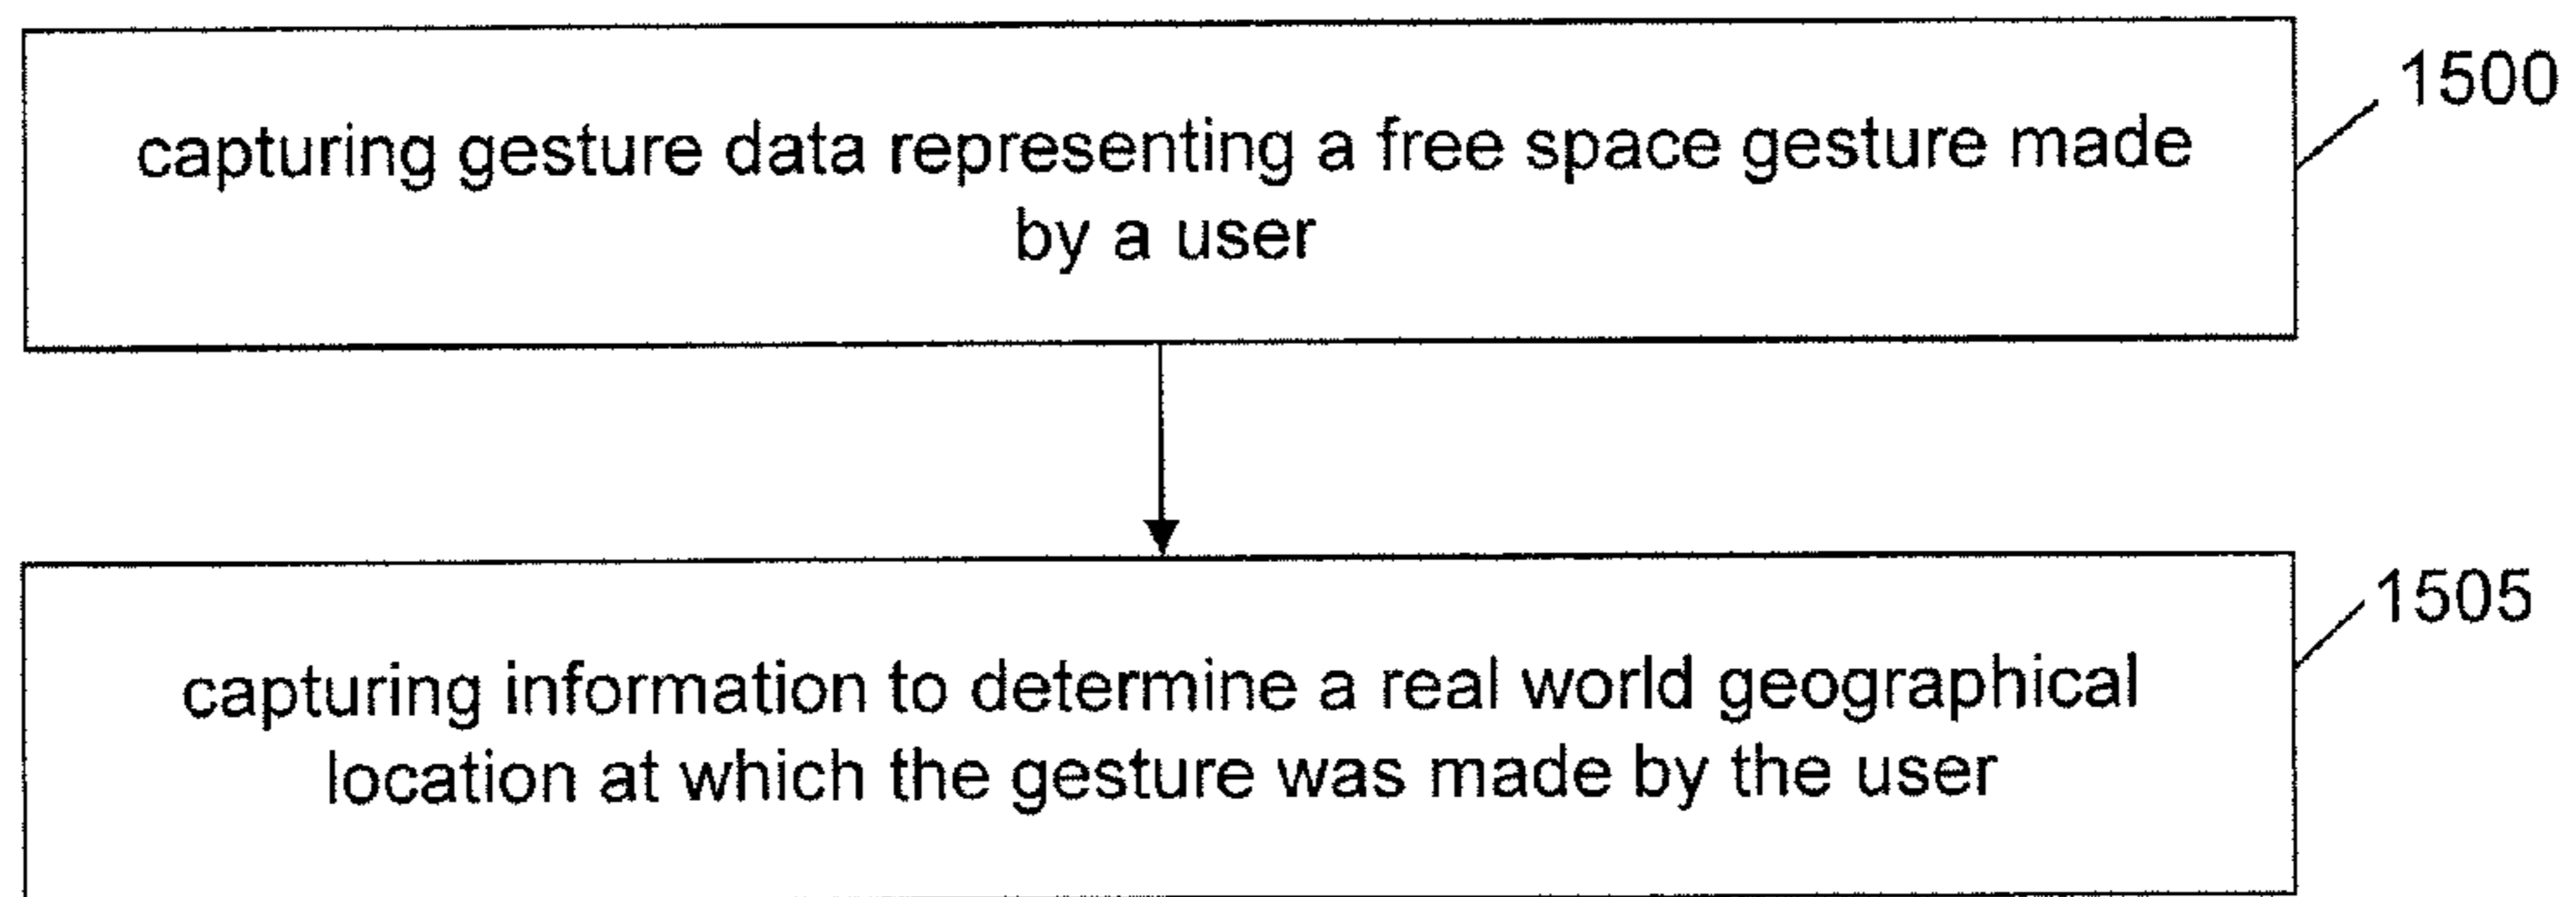 1500
capturing gesture data representing a free space gesture made
by a user
1505
capturing information to determine a real world geographical
location at which the gesture was made by the user